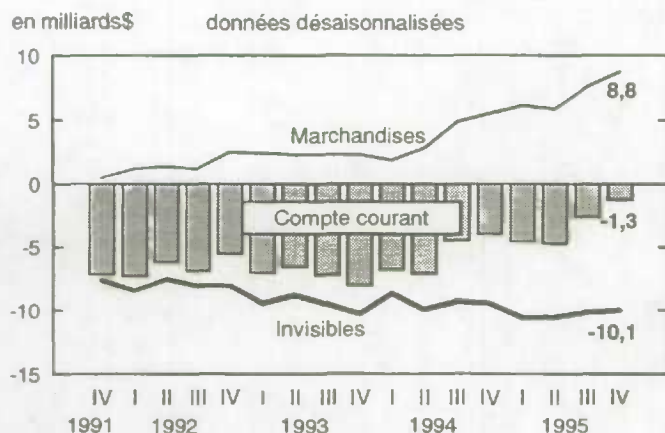 en milliards$ données désaisonnalisées
10
8,8
5
Marchandises
0
Compte courant
-1,3
-5
-10
Invisibles
-10,1
-15
IV I II III IV I II III IV I II III IV I II III IV
1991 1992 1993 1994 1995